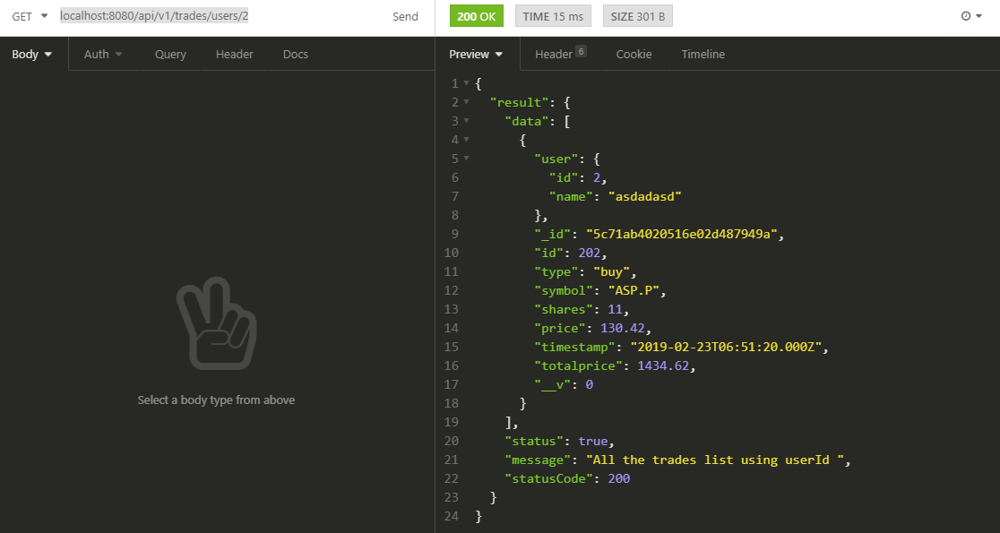 GET localhost:8080/api/v1/trades/users/2 Send 200 OK TIME 15 ms SIZE 301 B
Body Auth Query Header Docs Preview Header 6 Cookie Timeline
1 {
2 "result": {
3 "data": [
4 {
5 "user": {
6 "id": 2,
7 "name": "asdadasd"
8 },
9 "_id": "5c71ab4020516e02d487949a",
10 "id": 202,
11 "type": "buy",
12 "symbol": "ASP.P",
13 "shares": 11,
14 "price": 130.42,
15 "timestamp": "2019-02-23T06:51:20.000Z",
16 "totalprice": 1434.62,
17 "__v": 0
18 }
19 ],
20 "status": true,
21 "message": "All the trades list using userId ",
22 "statusCode": 200
23 }
24 }
Select a body type from above